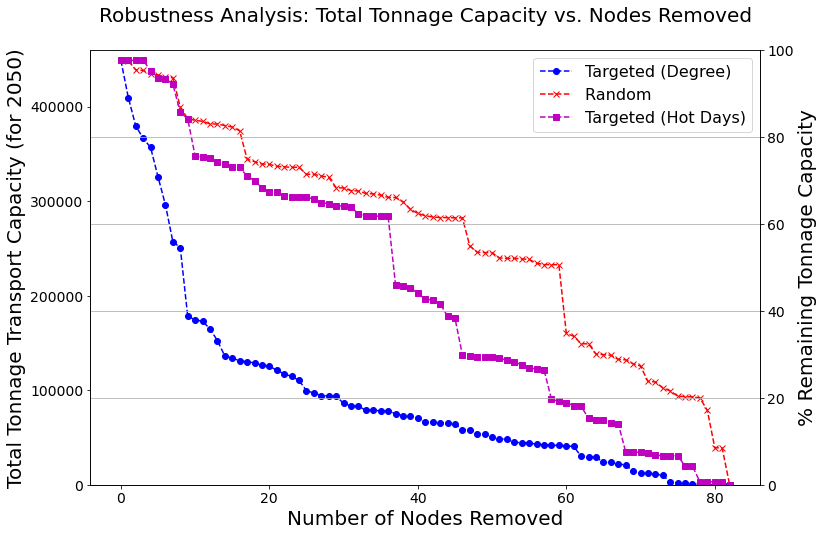 Robustness Analysis: Total Tonnage Capacity vs. Nodes Removed
Total Tonnage Transport Capacity (for 2050)
400000
300000
200000
100000
0
Targeted (Degree)
Random
Targeted (Hot Days)
100
80
60
40
20
0
% Remaining Tonnage Capacity
0 20 40 60 80
Number of Nodes Removed